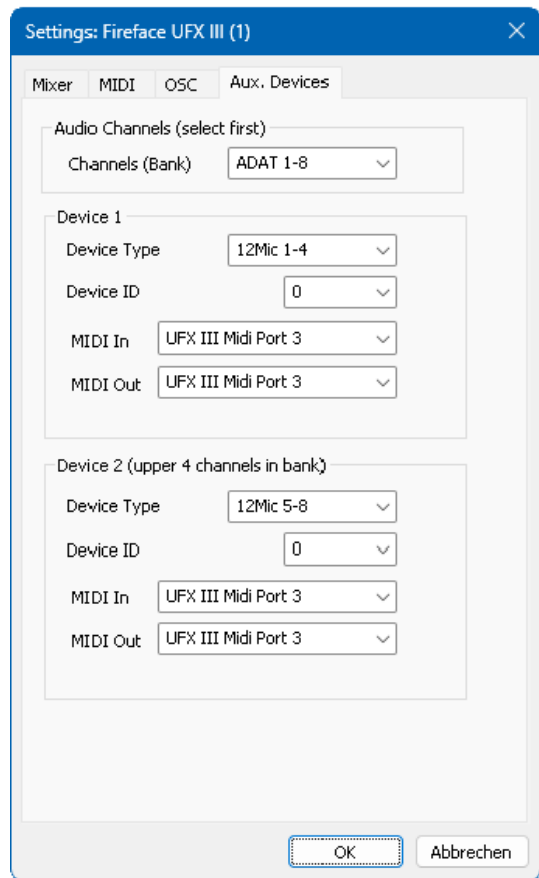 Settings: Fireface UFX III (1)
Mixer MIDI OSC Aux. Devices
Audio Channels (select first)
Channels (Bank) ADAT 1-8
Device 1
Device Type 12Mic 1-4
Device ID 0
MIDI In UFX III Midi Port 3
MIDI Out UFX III Midi Port 3
Device 2 (upper 4 channels in bank)
Device Type 12Mic 5-8
Device ID 0
MIDI In UFX III Midi Port 3
MIDI Out UFX III Midi Port 3
OK Abbrechen